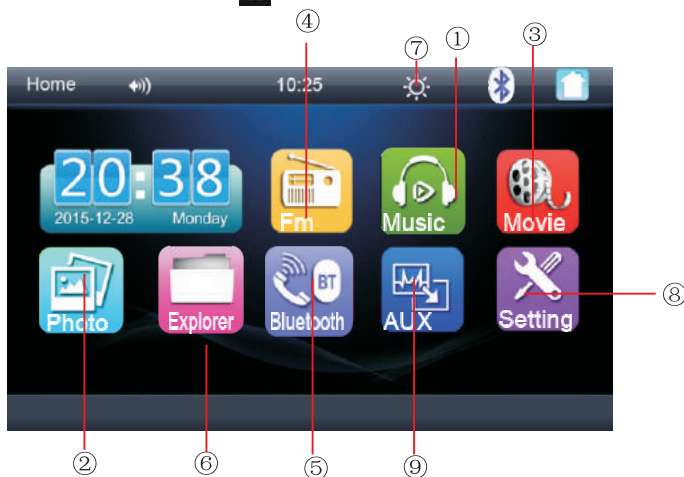 ④
⑦ ① ③
Home 10:25
20:38
2015-12-28 Monday
Fm Music Movie
BT
Photo Explorer Bluetooth AUX Setting
⑧
② ⑥ ⑤ ⑨